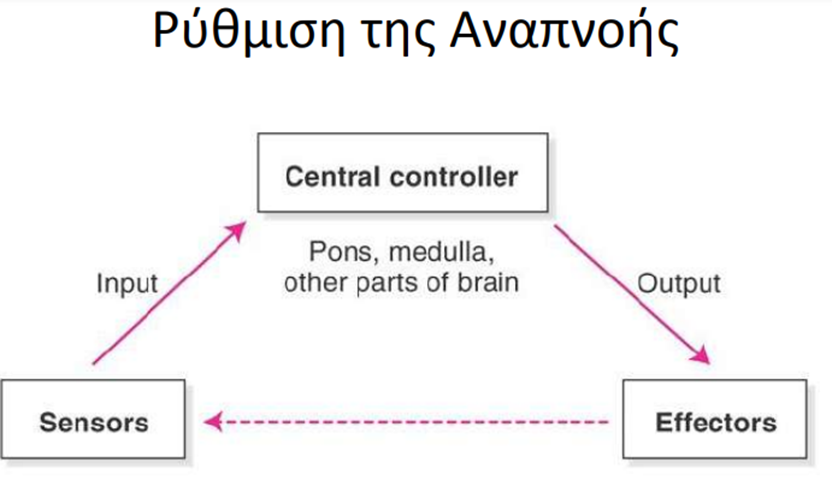 Ρύθμιση της Αναπνοής
Central controller
Pons, medulla,
other parts of brain
Input
Output
Sensors
Effectors